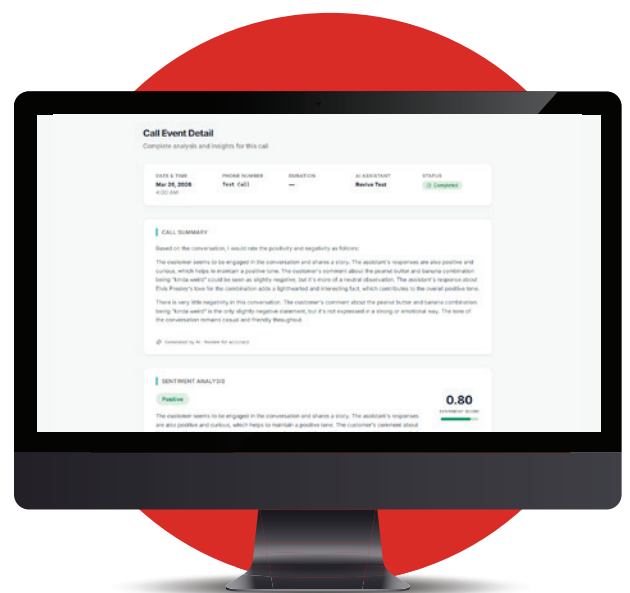 Call Event Detail
Complete analysis and insights for this call
DATE & TIME
Mar 20, 2026
4:00 AM
PHONE NUMBER
Test Call
DURATION
—
AI ASSISTANT
Revive Test
STATUS
Completed
CALL SUMMARY
Based on the conversation, I would rate the positivity and negativity as follows:
The customer seems to be engaged in the conversation and shares a story. The assistant's responses are also positive and
curious, which helps to maintain a positive tone. The customer's comment about the peanut butter and banana combination
being "kinda weird" could be seen as slightly negative, but it's more of a neutral observation. The assistant's response about
Elvis Presley's love for the combination adds a lighthearted and interesting fact, which contributes to the overall positive tone.
There is very little negativity in this conversation. The customer's comment about the peanut butter and banana combination
being "kinda weird" is the only slightly negative statement, but it's not expressed in a strong or emotional way. The tone of
the conversation remains casual and friendly throughout.
Generated by AI · Review for accuracy
SENTIMENT ANALYSIS
Positive
0.80
SENTIMENT SCORE
The customer seems to be engaged in the conversation and shares a story. The assistant's responses
are also positive and curious, which helps to maintain a positive tone. The customer's comment about